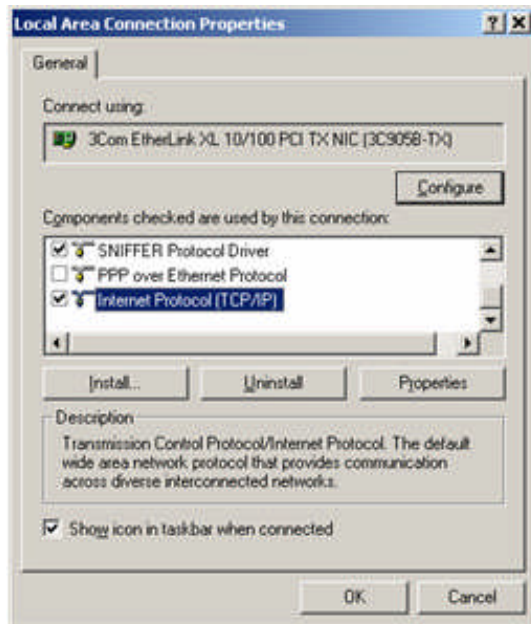 Local Area Connection Properties
General
Connect using:
3Com EtherLink XL 10/100 PCI TX NIC (3C905B-TX)
Configure
Components checked are used by this connection:
SNIFFER Protocol Driver
PPP over Ethernet Protocol
Internet Protocol (TCP/IP)
Install...
Uninstall
Properties
Description
Transmission Control Protocol/Internet Protocol. The default
wide area network protocol that provides communication
across diverse interconnected networks.
Show icon in taskbar when connected
OK
Cancel